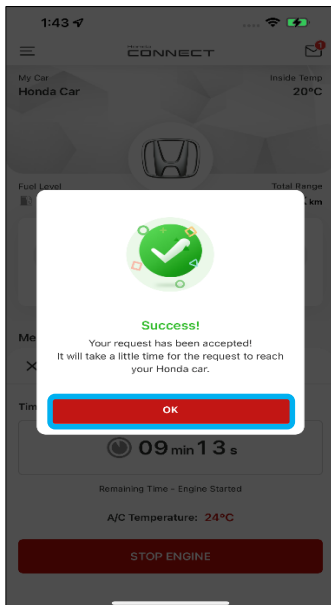 1:43
HONDA
CONNECT
1
My Car
Inside Temp
Honda Car
20°C
Fuel Level
Total Range
km
Success!
Your request has been accepted!
It will take a little time for the request to reach
your Honda car.
OK
09 min 13 s
Remaining Time - Engine Started
A/C Temperature: 24°C
STOP ENGINE